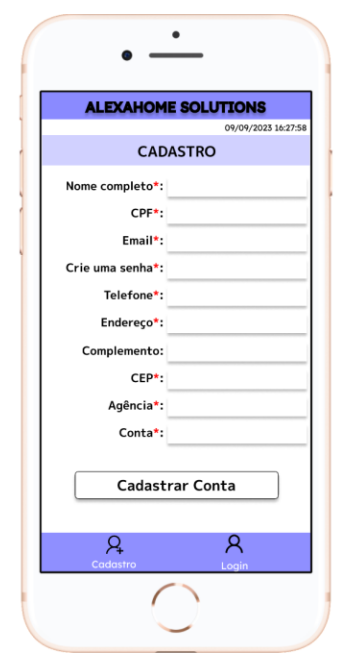 ALEXAHOME SOLUTIONS
09/09/2023 16:27:58
CADASTRO
Nome completo*:
CPF*:
Email*:
Crie uma senha*:
Telefone*:
Endereço*:
Complemento:
CEP*:
Agência*:
Conta*:
Cadastrar Conta
Cadastro Login